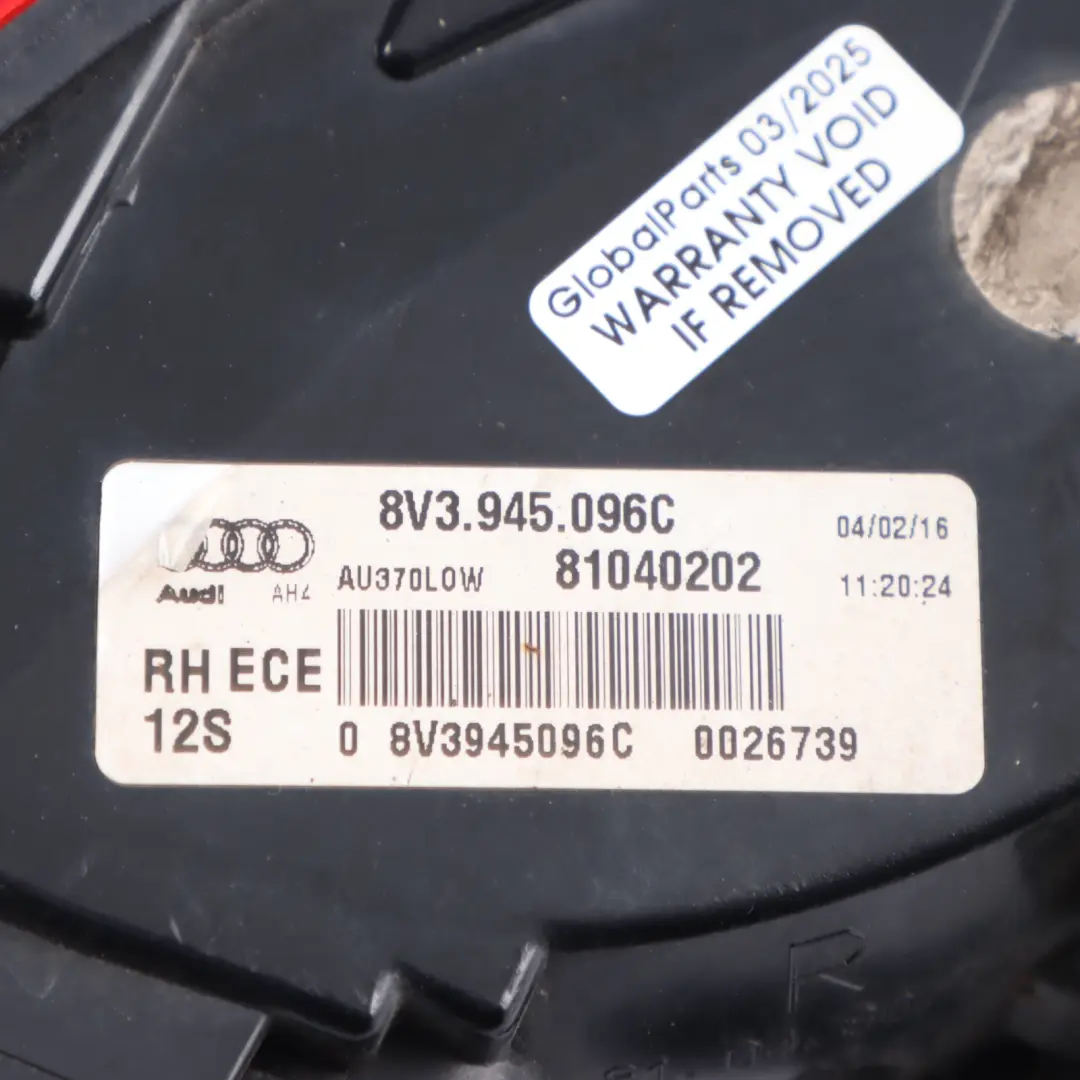 GlobalParts 03/2025
WARRANTY VOID
IF REMOVED
8V3.945.096C
04/02/16
Audi AH4 AU370LOW 81040202
11:20:24
RH ECE
12S
0 8V3945096C 0026739
R